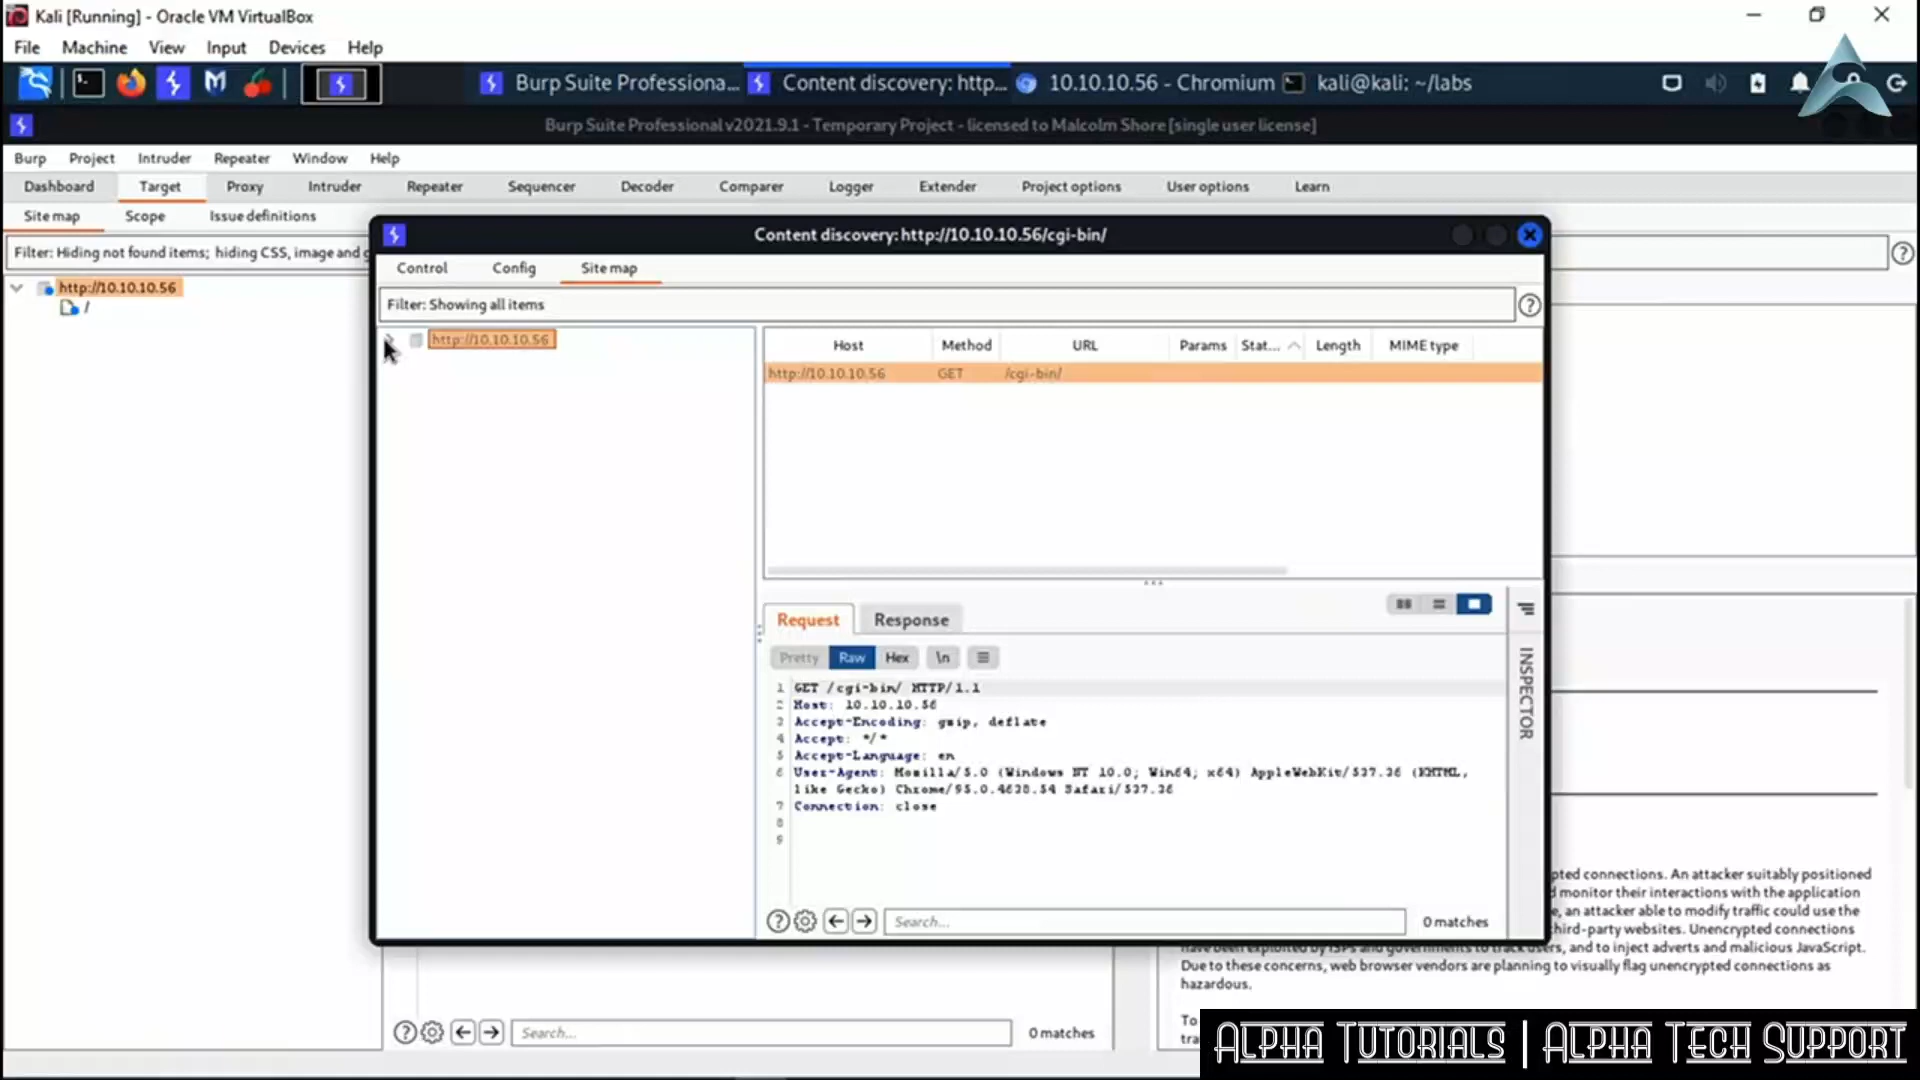 Kali [Running] - Oracle VM VirtualBox
File Machine View Input Devices Help
Burp Suite Professiona... Content discovery: http... 10.10.10.56 - Chromium kali@kali: ~/labs
Burp Suite Professional v2021.9.1 - Temporary Project - licensed to Malcolm Shore [single user license]
Burp Project Intruder Repeater Window Help
Dashboard Target Proxy Intruder Repeater Sequencer Decoder Comparer Logger Extender Project options User options Learn
Site map Scope Issue definitions
Filter: Hiding not found items; hiding CSS, image and g
http://10.10.10.56
/
Content discovery: http://10.10.10.56/cgi-bin/
Control Config Site map
Filter: Showing all items
http://10.10.10.56
Host Method URL Params Stat... Length MIME type
http://10.10.10.56 GET /cgi-bin/
Request Response
Pretty Raw Hex \n
INSPECTOR
1 GET /cgi-bin/ HTTP/1.1
2 Host: 10.10.10.56
3 Accept-Encoding: gzip, deflate
4 Accept: */*
5 Accept-Language: en
6 User-Agent: Mozilla/5.0 (Windows NT 10.0; Win64; x64) AppleWebKit/537.36 (KHTML,
like Gecko) Chrome/95.0.4638.54 Safari/537.36
7 Connection: close
8
9
Search... 0 matches
pted connections. An attacker suitably positioned
d monitor their interactions with the application
e, an attacker able to modify traffic could use the
hird-party websites. Unencrypted connections
have been exploited by ISPs and governments to track users, and to inject adverts and malicious JavaScript.
Due to these concerns, web browser vendors are planning to visually flag unencrypted connections as
hazardous.
To
tra
Search... 0 matches
Alpha Tutorials | Alpha Tech Support